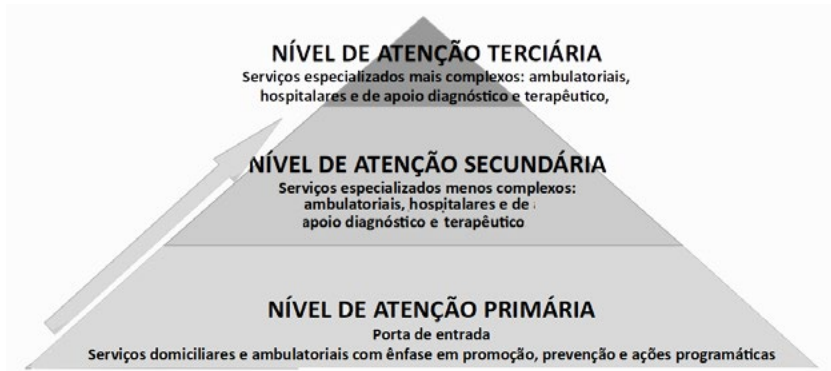 NÍVEL DE ATENÇÃO TERCIÁRIA
Serviços especializados mais complexos: ambulatoriais,
hospitalares e de apoio diagnóstico e terapêutico,
NÍVEL DE ATENÇÃO SECUNDÁRIA
Serviços especializados menos complexos:
ambulatoriais, hospitalares e de
apoio diagnóstico e terapêutico
NÍVEL DE ATENÇÃO PRIMÁRIA
Porta de entrada
Serviços domiciliares e ambulatoriais com ênfase em promoção, prevenção e ações programáticas